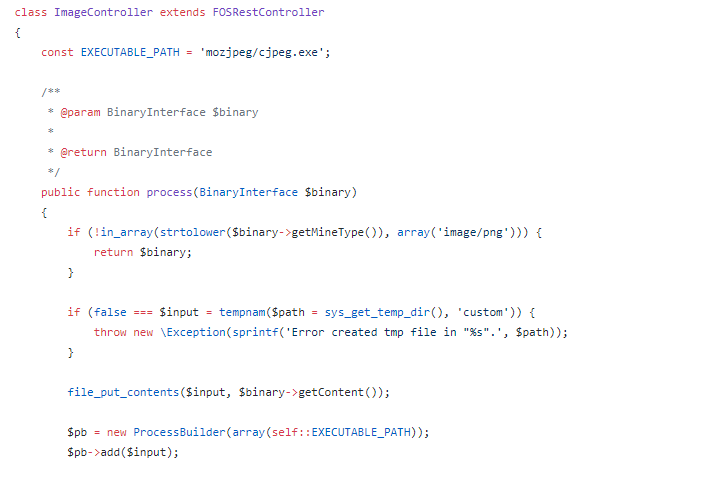 class ImageController extends FOSRestController
{
    const EXECUTABLE_PATH = 'mozjpeg/cjpeg.exe';

    /**
     * @param BinaryInterface $binary
     *
     * @return BinaryInterface
     */
    public function process(BinaryInterface $binary)
    {
        if (!in_array(strtolower($binary->getMineType()), array('image/png'))) {
            return $binary;
        }

        if (false === $input = tempnam($path = sys_get_temp_dir(), 'custom')) {
            throw new \Exception(sprintf('Error created tmp file in "%s".', $path));
        }

        file_put_contents($input, $binary->getContent());

        $pb = new ProcessBuilder(array(self::EXECUTABLE_PATH));
        $pb->add($input);